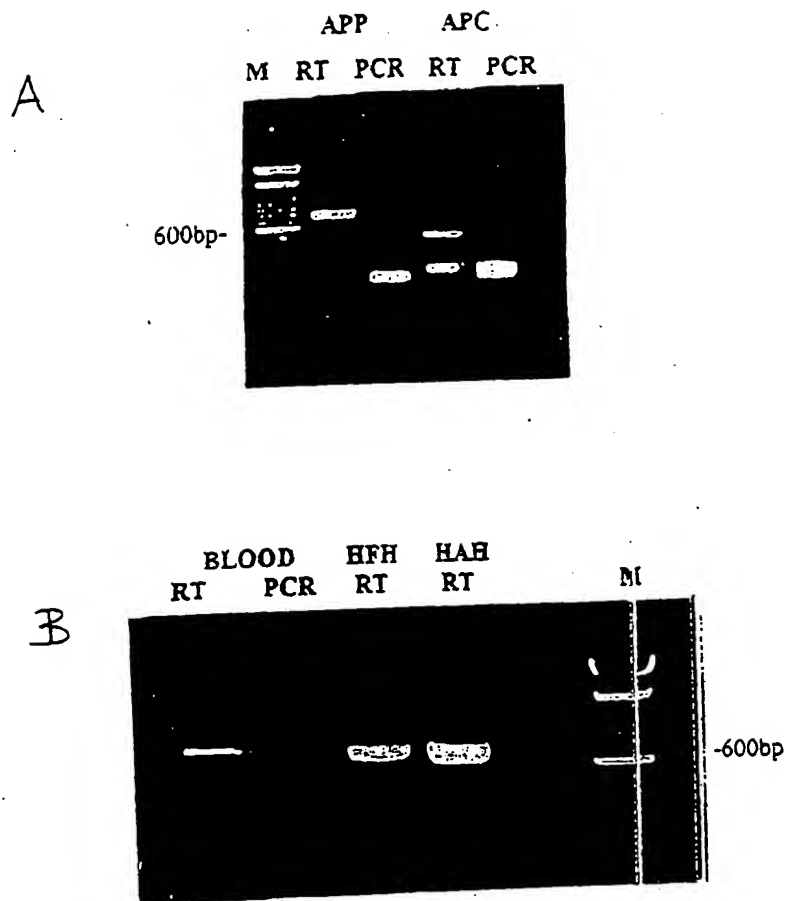 APP APC
A
M RT PCR RT PCR
600bp-
BLOOD HFH HAH
RT PCR RT RT M
B
-600bp